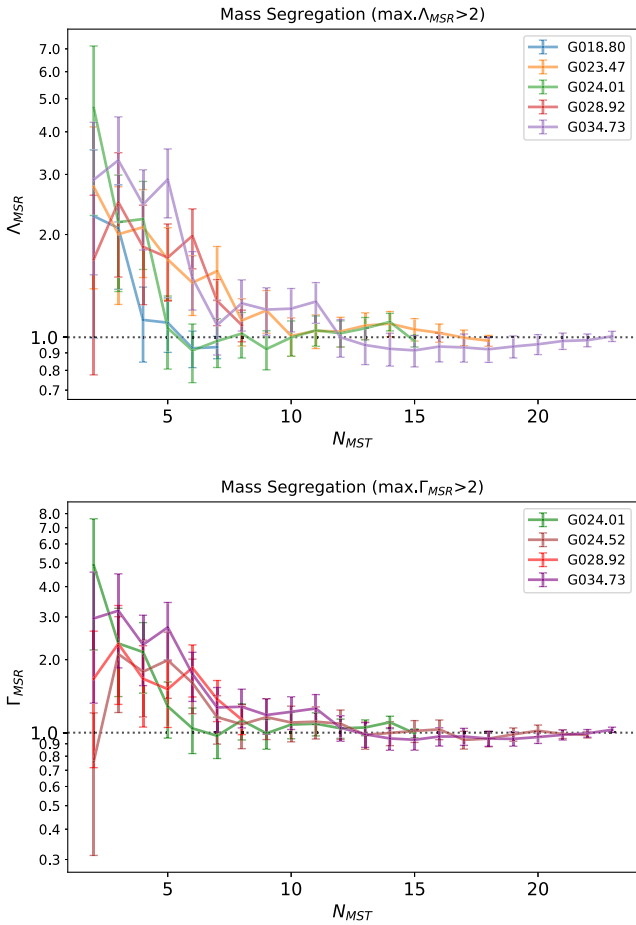 Mass Segregation (max.Λ_MSR>2)
7.0
6.0
5.0
4.0
3.0
2.0
1.0
0.9
0.8
0.7
Λ_MSR
G018.80
G023.47
G024.01
G028.92
G034.73
5 10 15 20
N_MST
Mass Segregation (max.Γ_MSR>2)
8.0
7.0
6.0
5.0
4.0
3.0
2.0
1.0
0.9
0.8
0.7
0.6
0.5
0.4
0.3
Γ_MSR
G024.01
G024.52
G028.92
G034.73
5 10 15 20
N_MST